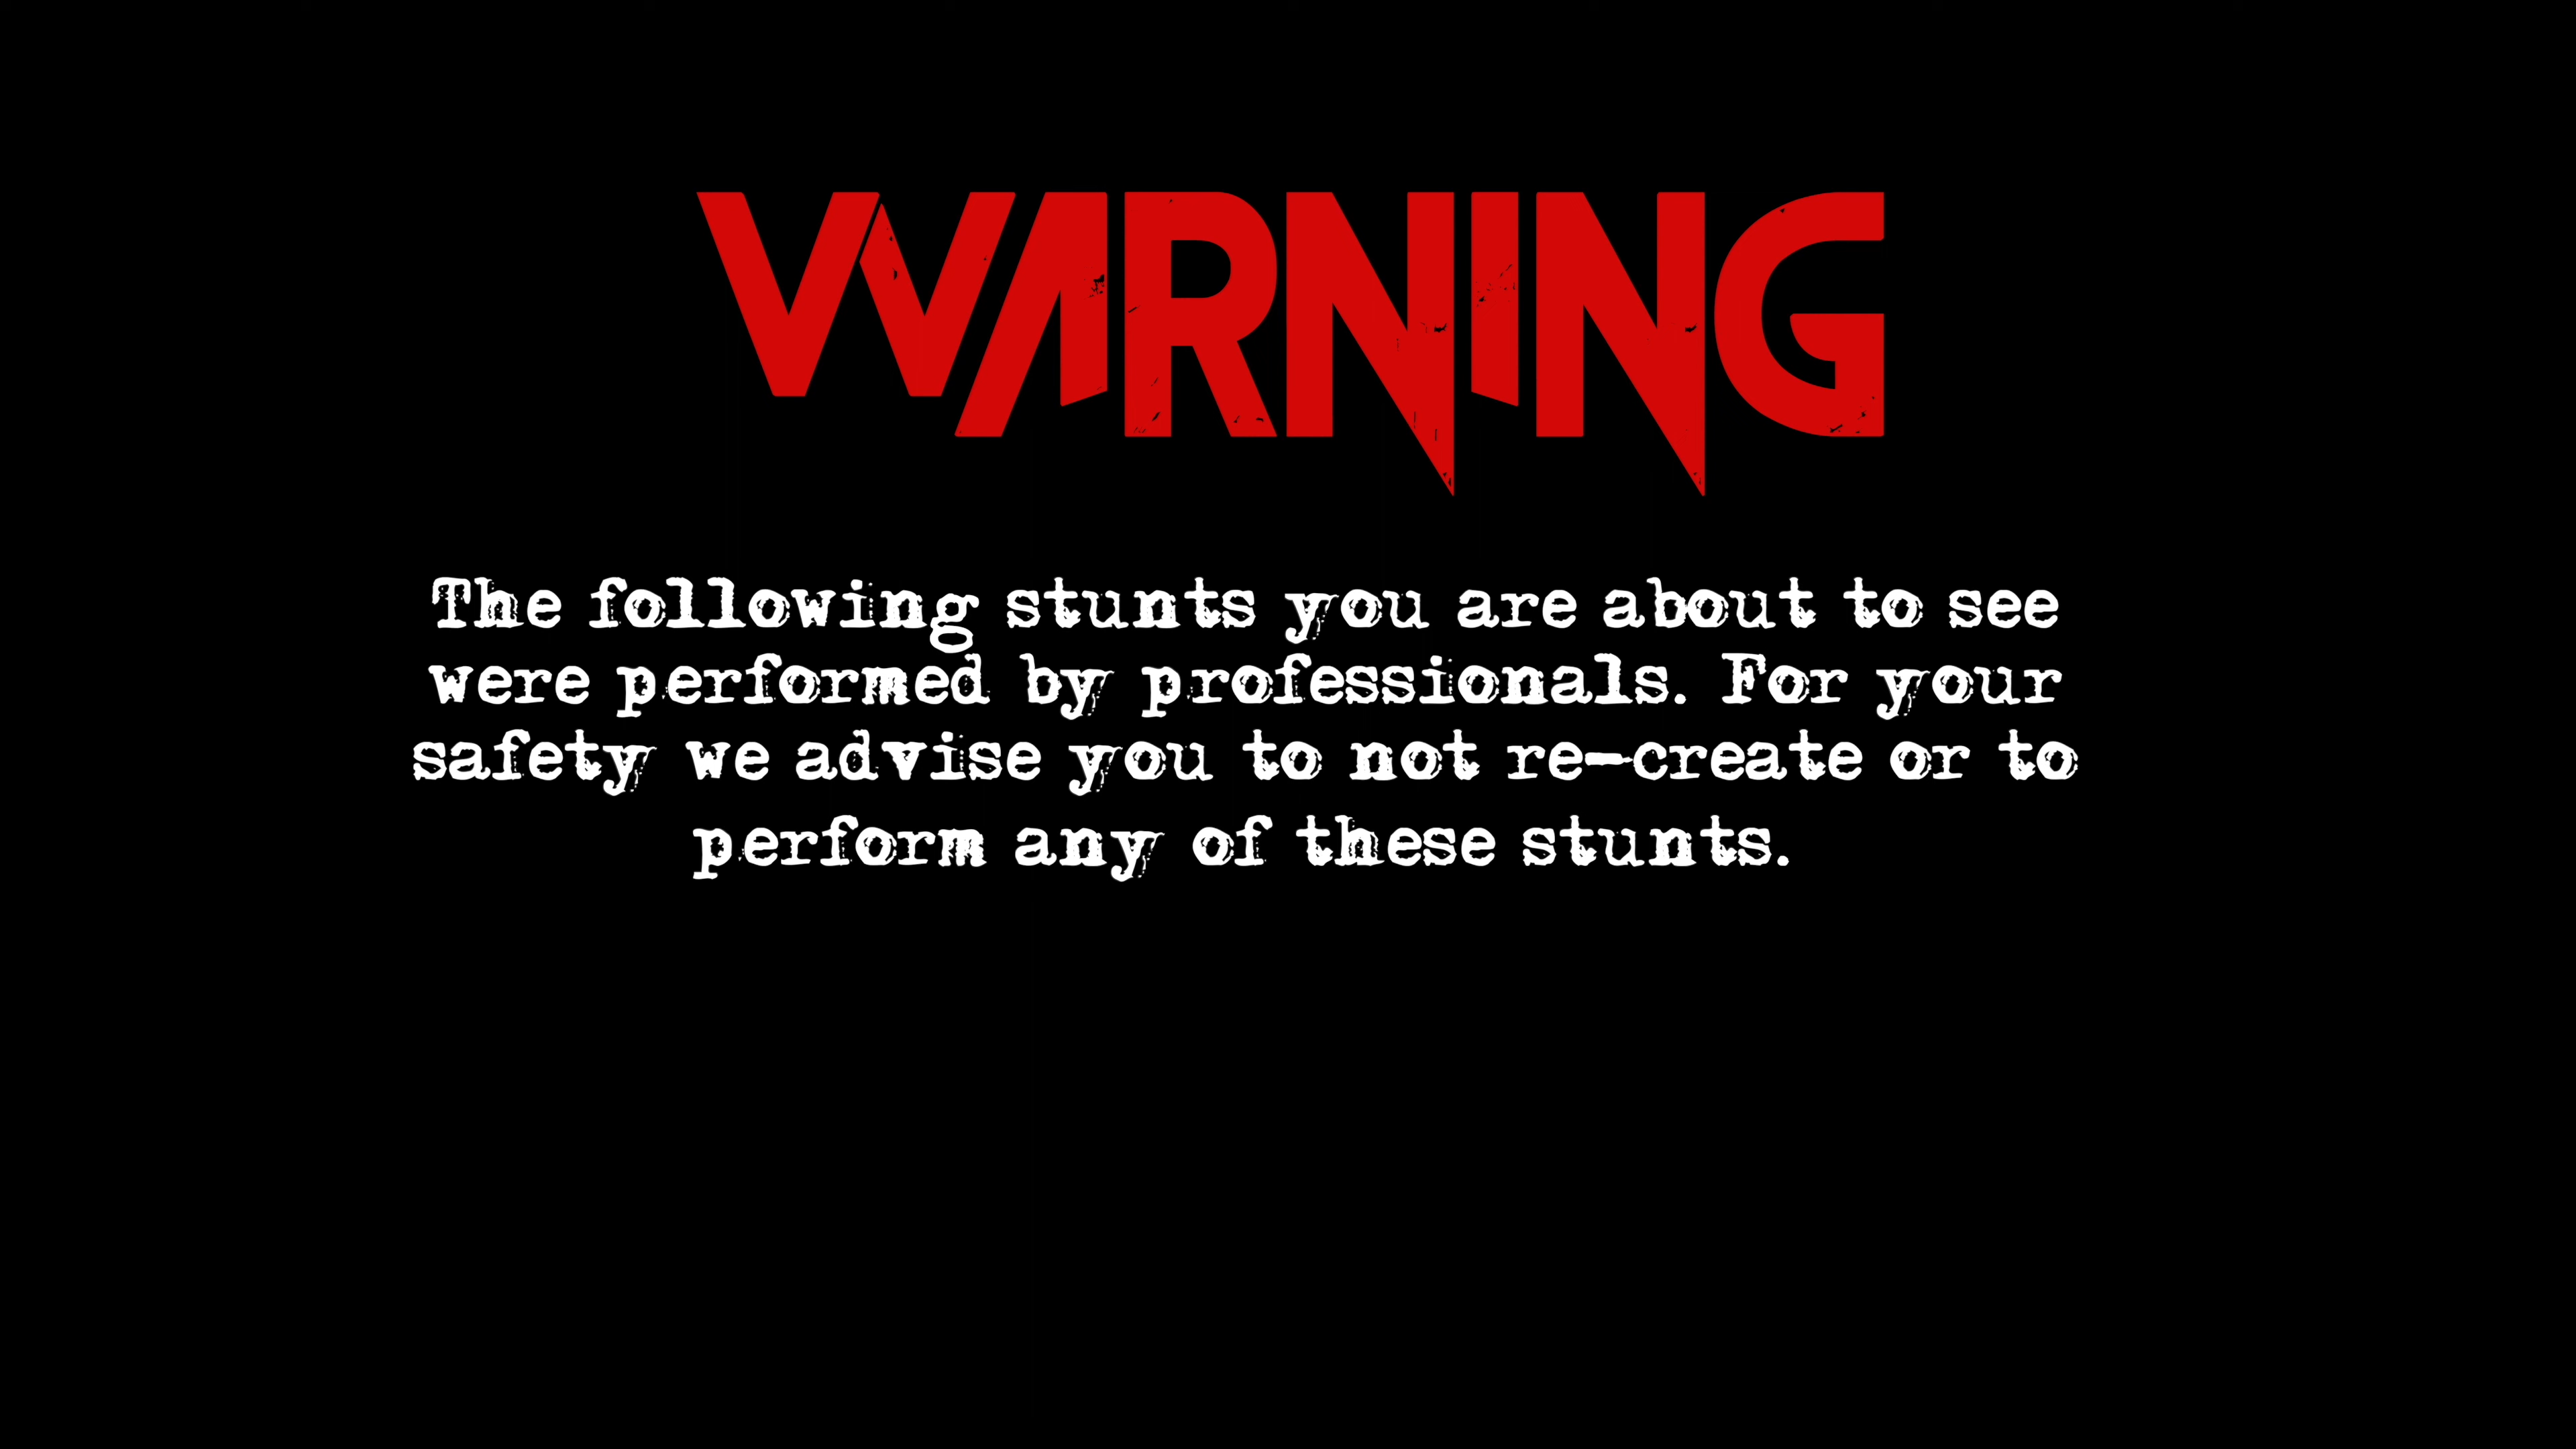 WARNING
The following stunts you are about to see
were performed by professionals. For your
safety we advise you to not re-create or to
perform any of these stunts.